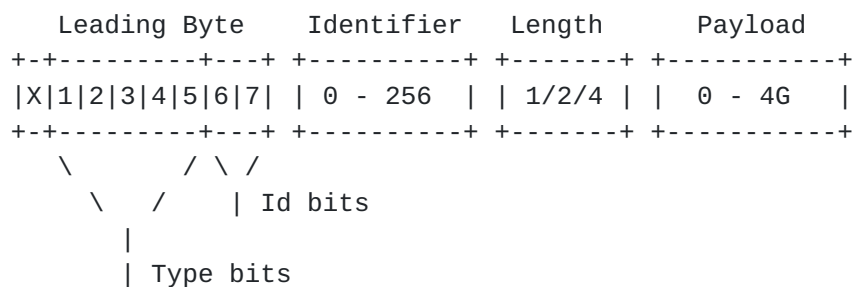 Leading Byte    Identifier   Length      Payload
+-+---------+---+ +----------+ +-------+ +-----------+
|X|1|2|3|4|5|6|7| | 0 - 256  | | 1/2/4 | |  0 - 4G   |
+-+---------+---+ +----------+ +-------+ +-----------+
   \       / \ /
     \   /    | Id bits
       |
       | Type bits